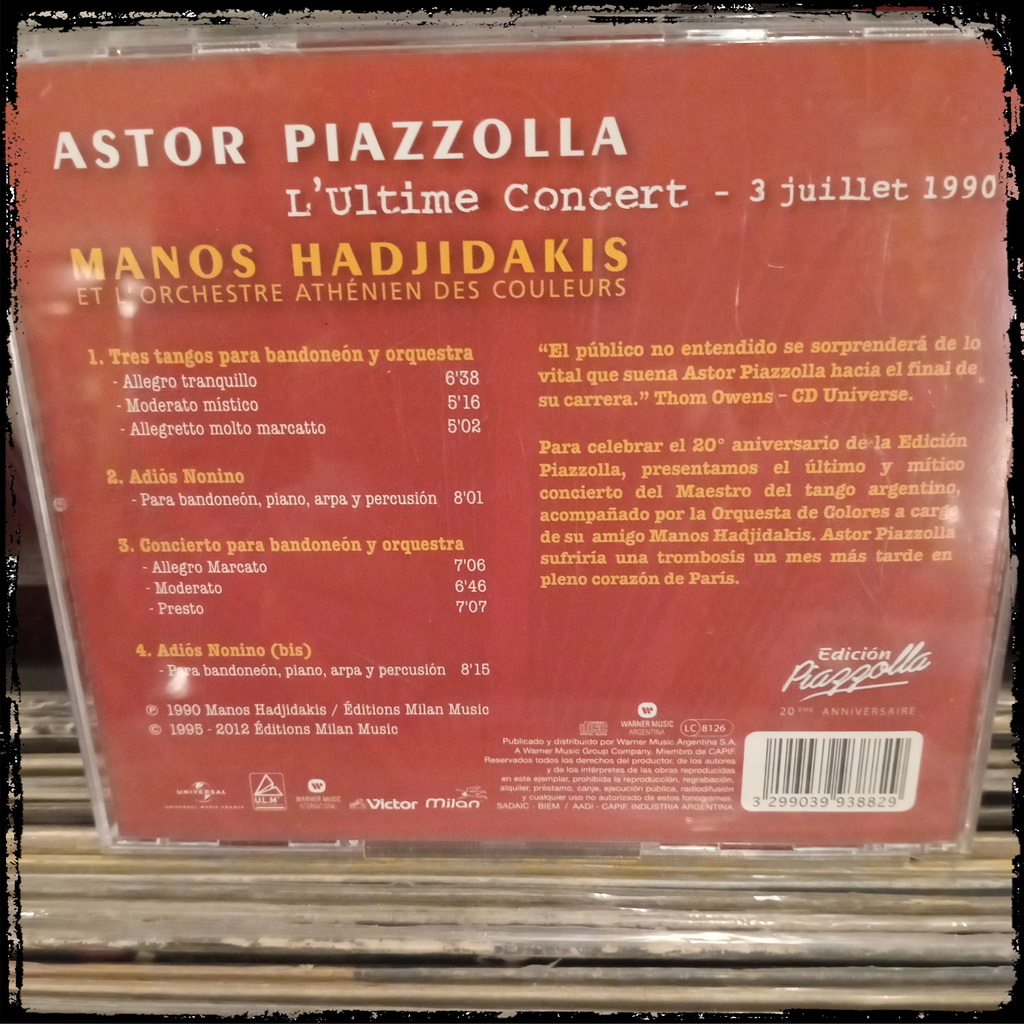 ASTOR PIAZZOLLA
L'Ultime Concert - 3 juillet 1990
MANOS HADJIDAKIS
ET L'ORCHESTRE ATHÉNIEN DES COULEURS
1. Tres tangos para bandoneón y orquestra
- Allegro tranquillo 6'38
- Moderato místico 5'16
- Allegretto molto marcatto 5'02
2. Adiós Nonino
- Para bandoneón, piano, arpa y percusión 8'01
3. Concierto para bandoneón y orquestra
- Allegro Marcato 7'06
- Moderato 6'46
- Presto 7'07
4. Adiós Nonino (bis)
- Para bandoneón, piano, arpa y percusión 8'15
℗ 1990 Manos Hadjidakis / Éditions Milan Music
© 1995 - 2012 Éditions Milan Music
"El público no entendido se sorprenderá de lo
vital que suena Astor Piazzolla hacia el final de
su carrera." Thom Owens - CD Universe.
Para celebrar el 20° aniversario de la Edición
Piazzolla, presentamos el último y mítico
concierto del Maestro del tango argentino,
acompañado por la Orquesta de Colores a cargo
de su amigo Manos Hadjidakis. Astor Piazzolla
sufriría una trombosis un mes más tarde en
pleno corazón de París.
Edición
Piazzolla
20 ÈME ANNIVERSAIRE
WARNER MUSIC
ARGENTINA
LC 8126
Publicado y distribuido por Warner Music Argentina S.A.
A Warner Music Group Company. Miembro de CAPIF.
Reservados todos los derechos del productor, de los autores
y de los intérpretes de las obras reproducidas
en este ejemplar, prohibida la reproducción, regrabación,
alquiler, préstamo, canje, ejecución pública, radiodifusión
y cualquier uso no autorizado de estos fonogramas.
SADAIC - BIEM / AADI - CAPIF. INDUSTRIA ARGENTINA
3 299039 938829
UNIVERSAL
UNIVERSAL MUSIC FRANCE
U.L.M
WARNER MUSIC
INTERNATIONAL
Victor
Milan